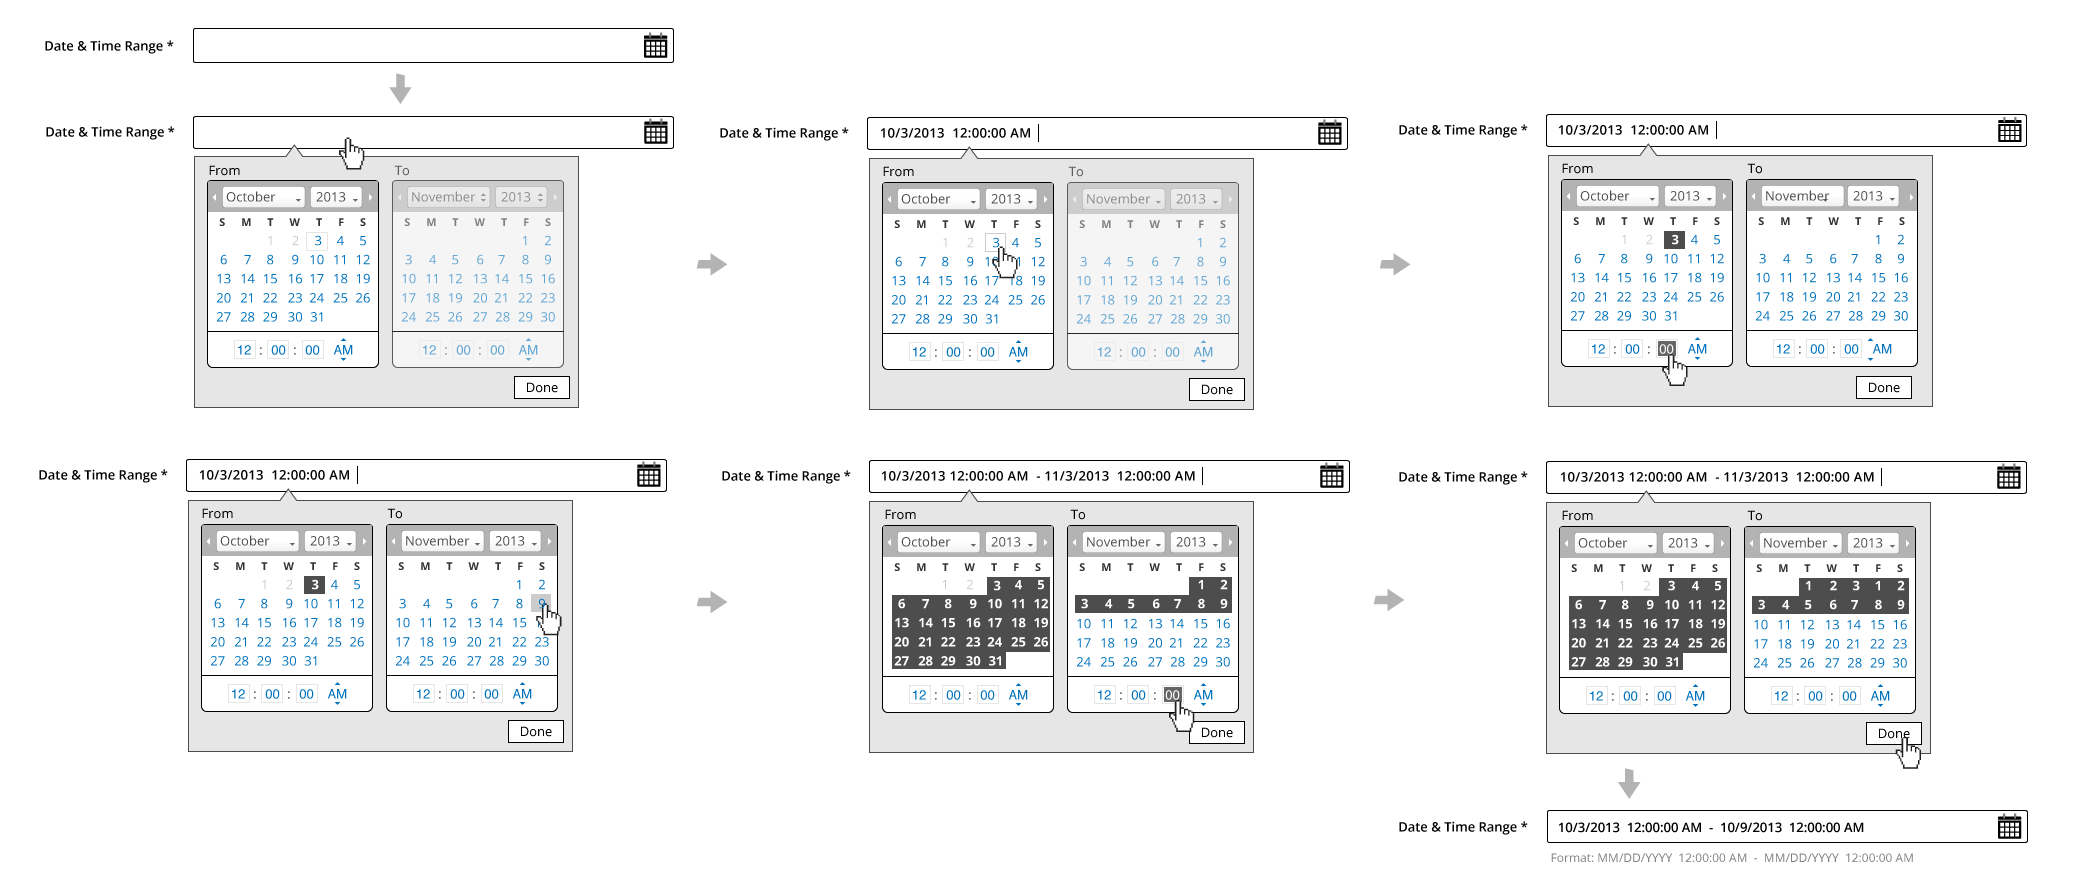 Date & Time Range *
Date & Time Range *
From
October 2013
S M T W T F S
1 2 3 4 5
6 7 8 9 10 11 12
13 14 15 16 17 18 19
20 21 22 23 24 25 26
27 28 29 30 31
12 : 00 : 00 AM
To
November 2013
S M T W T F S
1 2
3 4 5 6 7 8 9
10 11 12 13 14 15 16
17 18 19 20 21 22 23
24 25 26 27 28 29 30
12 : 00 : 00 AM
Done
Date & Time Range *
10/3/2013 12:00:00 AM
From
October 2013
S M T W T F S
1 2 3 4 5
6 7 8 9 12
13 14 15 16 17 18 19
20 21 22 23 24 25 26
27 28 29 30 31
12 : 00 : 00 AM
To
November 2013
S M T W T F S
1 2
3 4 5 6 7 8 9
10 11 12 13 14 15 16
17 18 19 20 21 22 23
24 25 26 27 28 29 30
12 : 00 : 00 AM
Done
Date & Time Range *
10/3/2013 12:00:00 AM
From
October 2013
S M T W T F S
1 2 3 4 5
6 7 8 9 10 11 12
13 14 15 16 17 18 19
20 21 22 23 24 25 26
27 28 29 30 31
12 : 00 : 00 AM
To
November 2013
S M T W T F S
1 2
3 4 5 6 7 8 9
10 11 12 13 14 15 16
17 18 19 20 21 22 23
24 25 26 27 28 29 30
12 : 00 : 00 AM
Done
Date & Time Range *
10/3/2013 12:00:00 AM
From
October 2013
S M T W T F S
1 2 3 4 5
6 7 8 9 10 11 12
13 14 15 16 17 18 19
20 21 22 23 24 25 26
27 28 29 30 31
12 : 00 : 00 AM
To
November 2013
S M T W T F S
1 2
3 4 5 6 7 8 9
10 11 12 13 14 15
17 18 19 20 21 22 23
24 25 26 27 28 29 30
12 : 00 : 00 AM
Done
Date & Time Range *
10/3/2013 12:00:00 AM - 11/3/2013 12:00:00 AM
From
October 2013
S M T W T F S
1 2 3 4 5
6 7 8 9 10 11 12
13 14 15 16 17 18 19
20 21 22 23 24 25 26
27 28 29 30 31
12 : 00 : 00 AM
To
November 2013
S M T W T F S
1 2
3 4 5 6 7 8 9
10 11 12 13 14 15 16
17 18 19 20 21 22 23
24 25 26 27 28 29 30
12 : 00 : 00 AM
Done
Date & Time Range *
10/3/2013 12:00:00 AM - 11/3/2013 12:00:00 AM
From
October 2013
S M T W T F S
1 2 3 4 5
6 7 8 9 10 11 12
13 14 15 16 17 18 19
20 21 22 23 24 25 26
27 28 29 30 31
12 : 00 : 00 AM
To
November 2013
S M T W T F S
1 2 3 1 2
3 4 5 6 7 8 9
10 11 12 13 14 15 16
17 18 19 20 21 22 23
24 25 26 27 28 29 30
12 : 00 : 00 AM
Done
Date & Time Range *
10/3/2013 12:00:00 AM - 10/9/2013 12:00:00 AM
Format: MM/DD/YYYY 12:00:00 AM - MM/DD/YYYY 12:00:00 AM